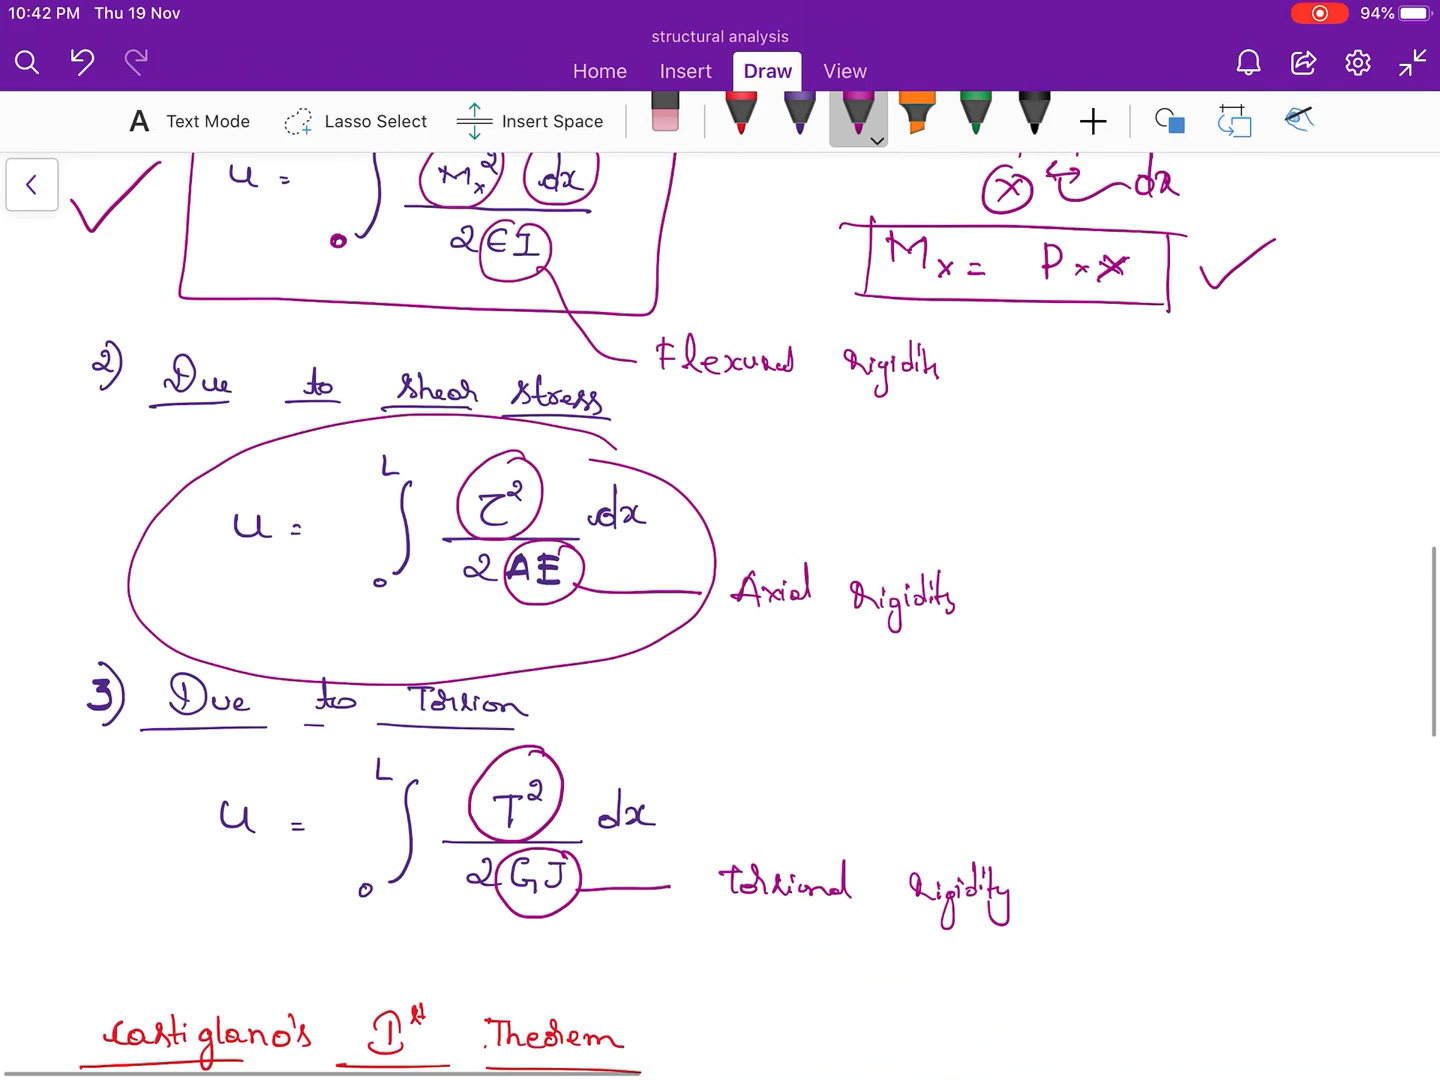 10:42 PM Thu 19 Nov
94%
structural analysis
Home Insert Draw View
A Text Mode Lasso Select Insert Space
u = ∫ Mx² dx
2EI
x dx
Mx = P × x
Flexural rigidity
2) Due to shear stress
L
u = ∫ τ² dx
2AE
0
Axial rigidity
3) Due to Torsion
L
u = ∫ T² dx
2GJ
0
torsional rigidity
castiglano's Ist Theorem